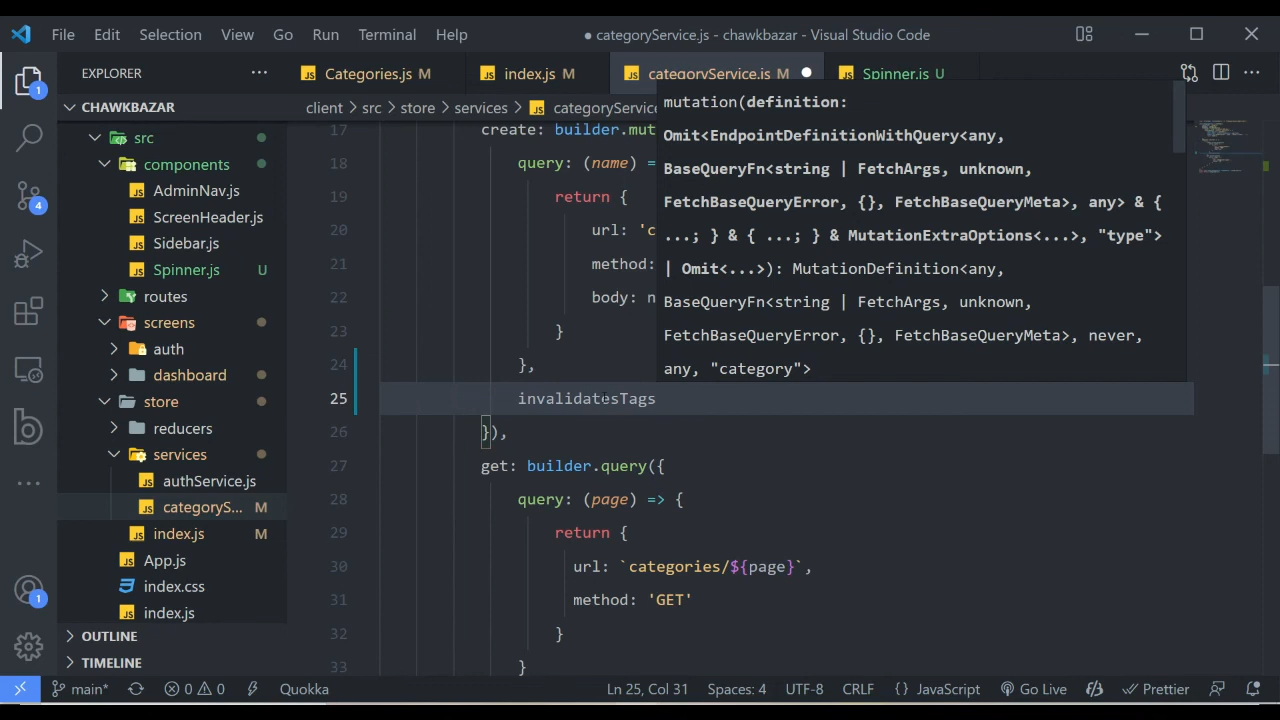 File Edit Selection View Go Run Terminal Help
● categoryService.js - chawkbazar - Visual Studio Code
EXPLORER
CHAWKBAZAR
src
components
AdminNav.js
ScreenHeader.js
Sidebar.js
Spinner.js U
routes
screens
auth
dashboard
store
reducers
services
authService.js
categoryS... M
index.js M
App.js
index.css
index.js
OUTLINE
TIMELINE
Categories.js M
index.js M
categoryService.js M
Spinner.js U
client > src > store > services > categoryService
17 create: builder.mut
18 query: (name) =
19 return {
20 url: 'c
21 method:
22 body: n
23 }
24 },
25 invalidatesTags
26 }),
27 get: builder.query({
28 query: (page) => {
29 return {
30 url: `categories/${page}`,
31 method: 'GET'
32 }
33 }
mutation(definition:
Omit<EndpointDefinitionWithQuery<any,
BaseQueryFn<string | FetchArgs, unknown,
FetchBaseQueryError, {}, FetchBaseQueryMeta>, any> & {
...; } & { ...; } & MutationExtraOptions<...>, "type">
| Omit<...>): MutationDefinition<any,
BaseQueryFn<string | FetchArgs, unknown,
FetchBaseQueryError, {}, FetchBaseQueryMeta>, never,
any, "category">
1
4
1
main* 0 0 Quokka Ln 25, Col 31 Spaces: 4 UTF-8 CRLF {} JavaScript Go Live Prettier